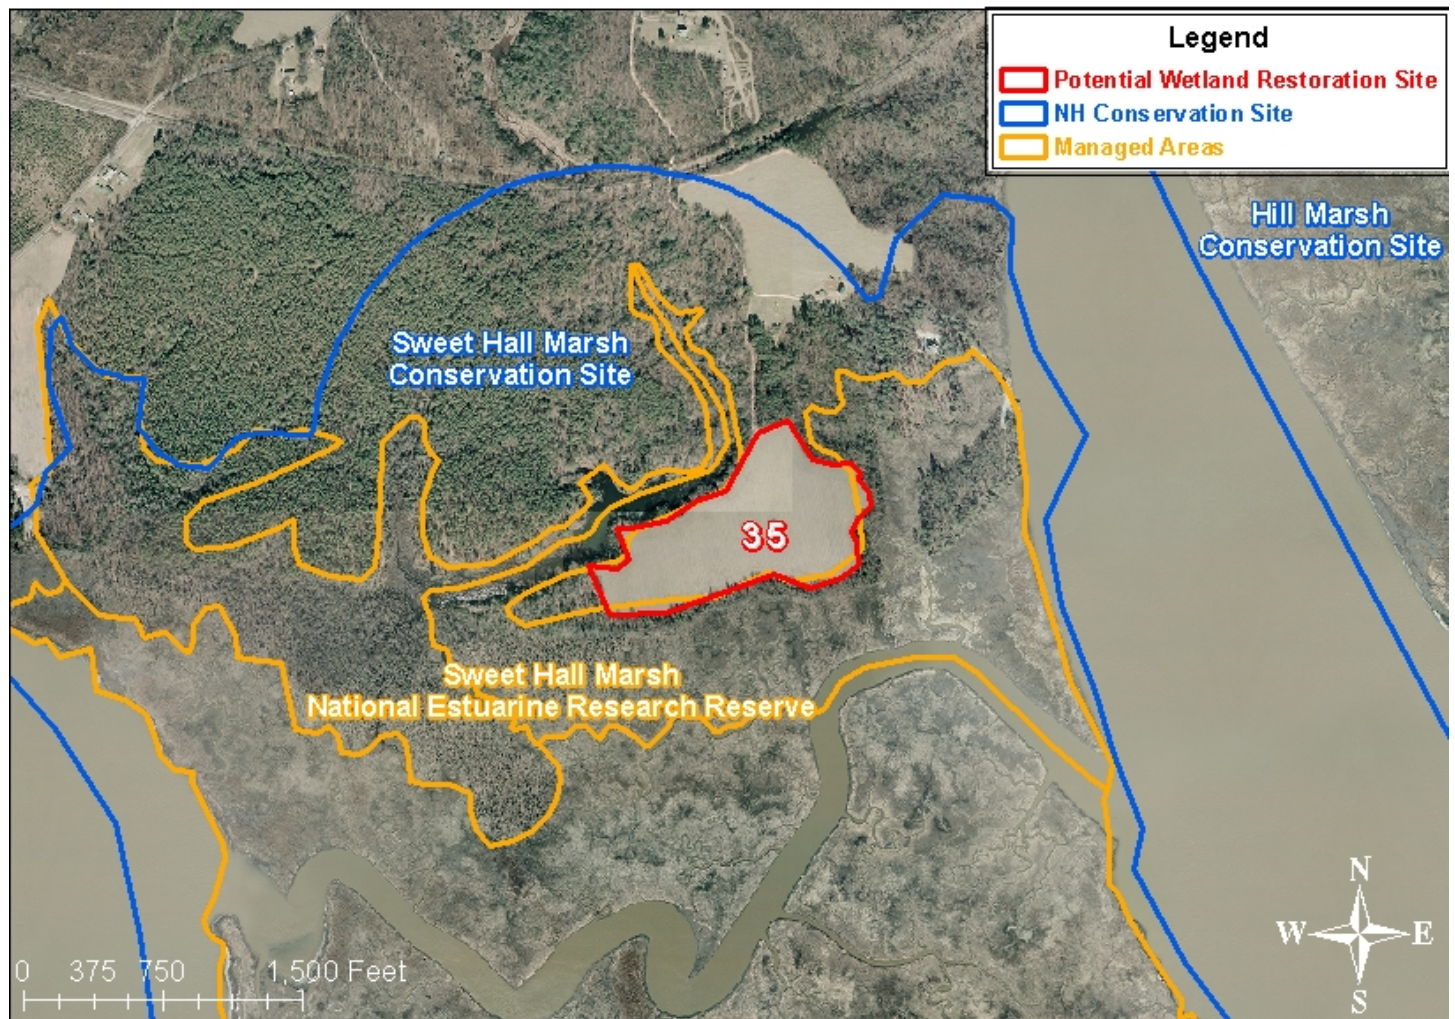 Legend
Potential Wetland Restoration Site
NH Conservation Site
Managed Areas
Hill Marsh
Conservation Site
Sweet Hall Marsh
Conservation Site
35
Sweet Hall Marsh
National Estuarine Research Reserve
N
W E
S
0 375 750 1,500 Feet